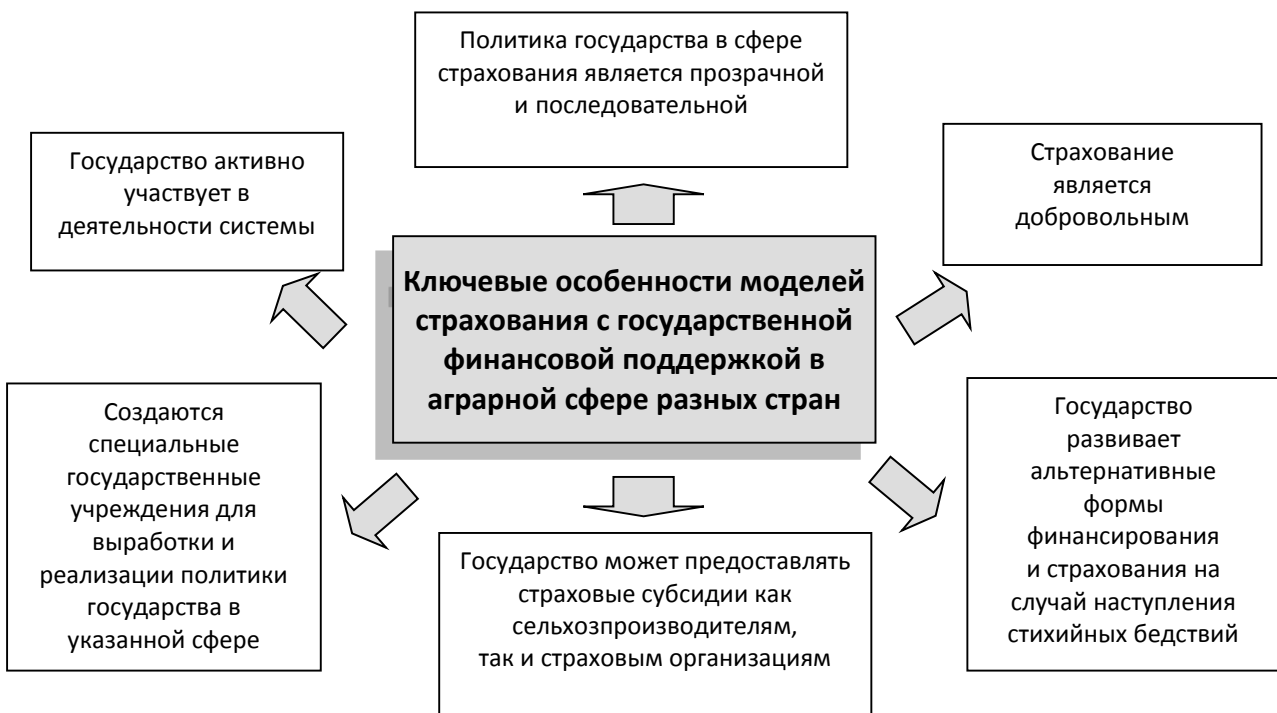 Политика государства в сфере
страхования является прозрачной
и последовательной
Государство активно
участвует в
деятельности системы
Страхование
является
добровольным
Ключевые особенности моделей
страхования с государственной
финансовой поддержкой в
аграрной сфере разных стран
Создаются
специальные
государственные
учреждения для
выработки и
реализации политики
государства в
указанной сфере
Государство может предоставлять
страховые субсидии как
сельхозпроизводителям,
так и страховым организациям
Государство
развивает
альтернативные
формы
финансирования
и страхования на
случай наступления
стихийных бедствий